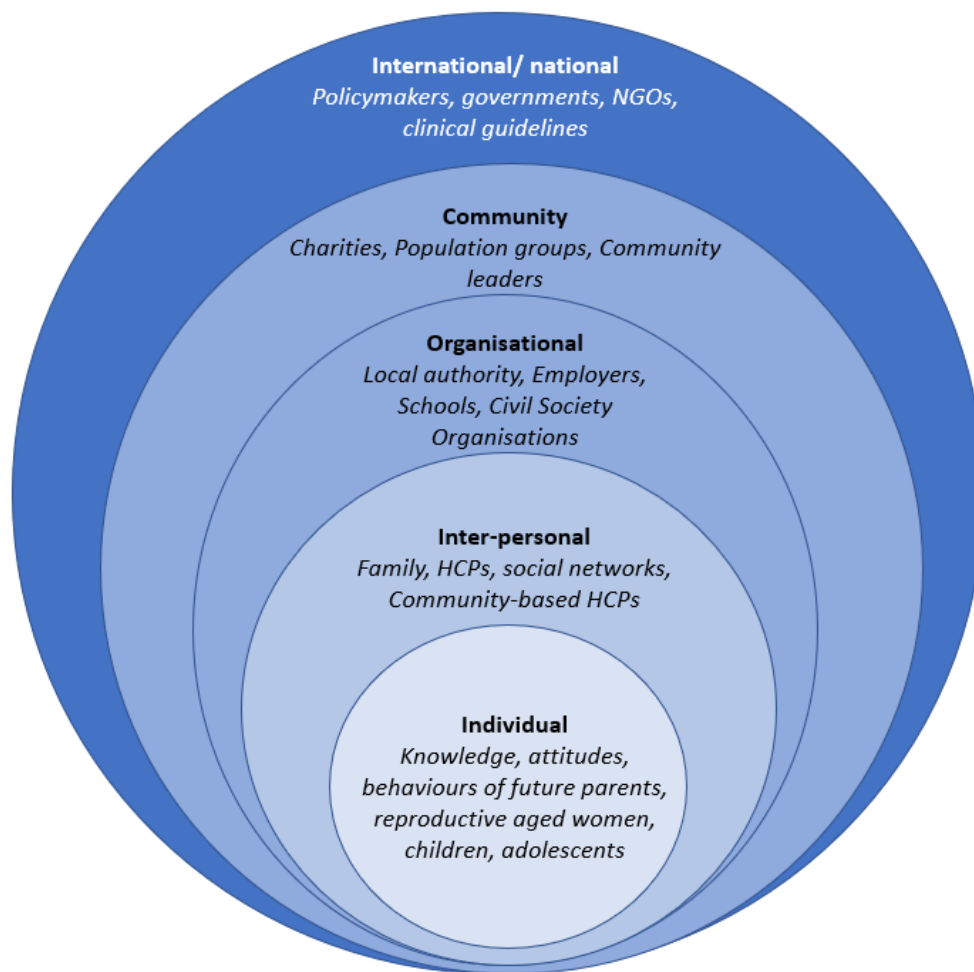 International/ national
Policymakers, governments, NGOs,
clinical guidelines
Community
Charities, Population groups, Community
leaders
Organisational
Local authority, Employers,
Schools, Civil Society
Organisations
Inter-personal
Family, HCPs, social networks,
Community-based HCPs
Individual
Knowledge, attitudes,
behaviours of future parents,
reproductive aged women,
children, adolescents